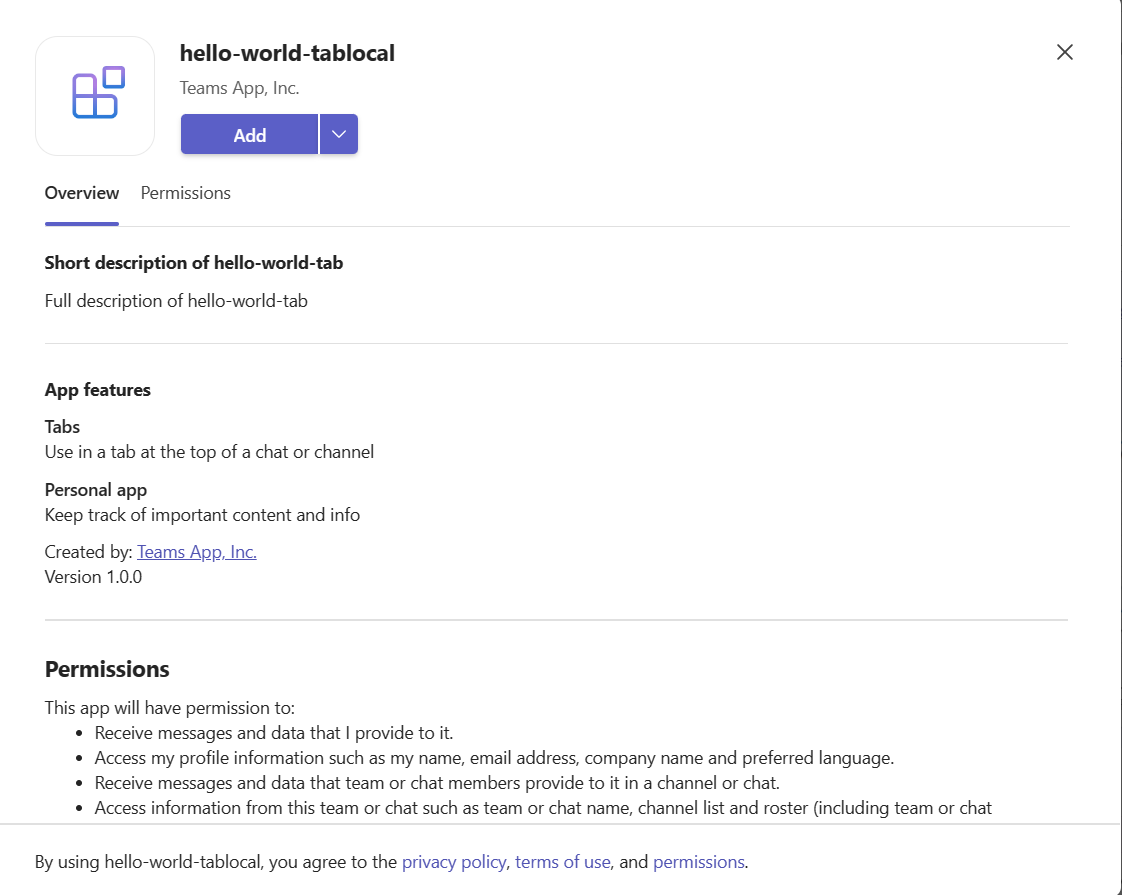 hello-world-tablocal
Teams App, Inc.
Add
Overview Permissions
Short description of hello-world-tab
Full description of hello-world-tab
App features
Tabs
Use in a tab at the top of a chat or channel
Personal app
Keep track of important content and info
Created by: Teams App, Inc.
Version 1.0.0
Permissions
This app will have permission to:
• Receive messages and data that I provide to it.
• Access my profile information such as my name, email address, company name and preferred language.
• Receive messages and data that team or chat members provide to it in a channel or chat.
• Access information from this team or chat such as team or chat name, channel list and roster (including team or chat
By using hello-world-tablocal, you agree to the privacy policy, terms of use, and permissions.